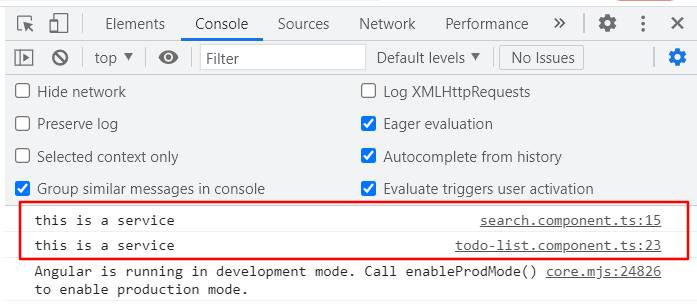 Elements Console Sources Network Performance »
top ▼ Filter Default levels ▼ No Issues
Hide network Log XMLHttpRequests
Preserve log Eager evaluation
Selected context only Autocomplete from history
Group similar messages in console Evaluate triggers user activation
this is a service search.component.ts:15
this is a service todo-list.component.ts:23
Angular is running in development mode. Call enableProdMode() core.mjs:24826
to enable production mode.